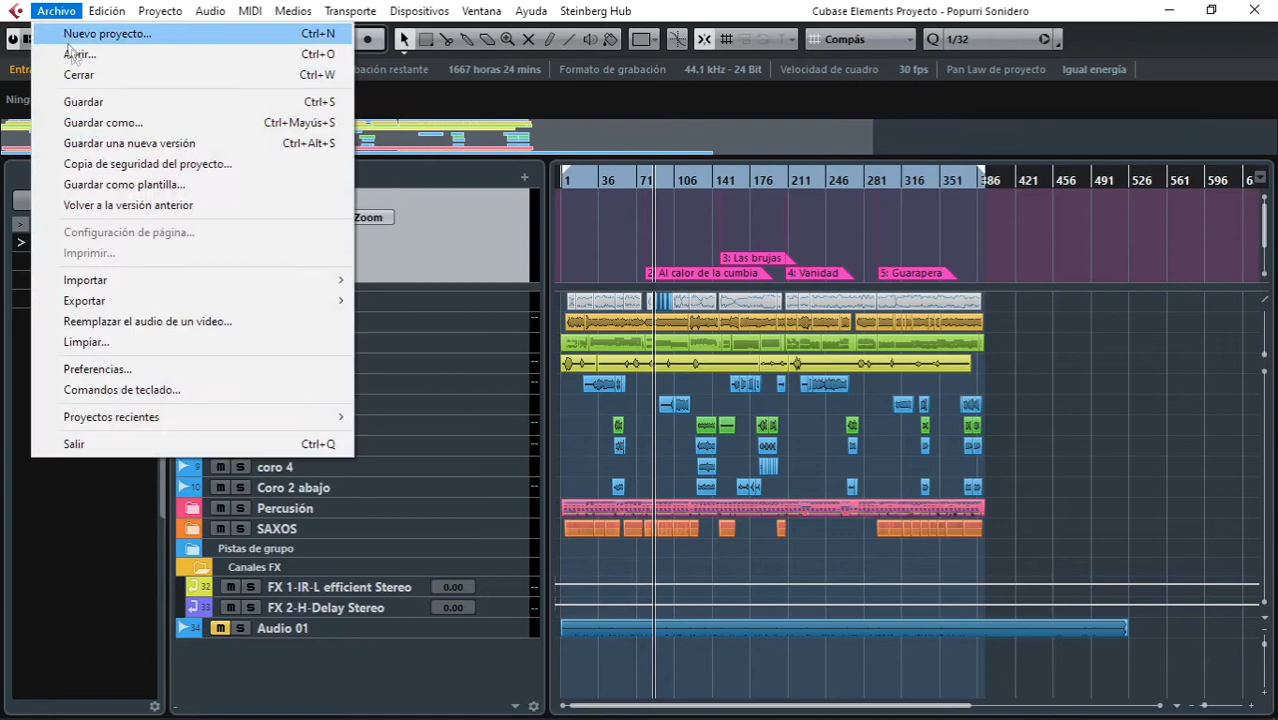 Archivo Edición Proyecto Audio MIDI Medios Transporte Dispositivos Ventana Ayuda Steinberg Hub Cubase Elements Proyecto - Popurri Sonidero
Compás Q 1/32
1667 horas 24 mins Formato de grabación 44.1 kHz - 24 Bit Velocidad de cuadro 30 fps Pan Law de proyecto Igual energía
Nuevo proyecto... Ctrl+N
Abrir... Ctrl+O
Cerrar Ctrl+W
Guardar Ctrl+S
Guardar como... Ctrl+Mayús+S
Guardar una nueva versión Ctrl+Alt+S
Copia de seguridad del proyecto...
Guardar como plantilla...
Volver a la versión anterior
Configuración de página...
Imprimir...
Importar
Exportar
Reemplazar el audio de un video...
Limpiar...
Preferencias...
Comandos de teclado...
Proyectos recientes
Salir Ctrl+Q
1 36 71 106 141 176 211 246 281 316 351 386 421 456 491 526 561 596
Zoom
3: Las brujas
2 Al calor de la cumbia 4: Vanidad 5: Guarapera
9 M S coro 4
10 M S Coro 2 abajo
M S Percusión
M S SAXOS
Pistas de grupo
Canales FX
32 M S FX 1-IR-L efficient Stereo 0.00
33 M S FX 2-H-Delay Stereo 0.00
34 M S Audio 01